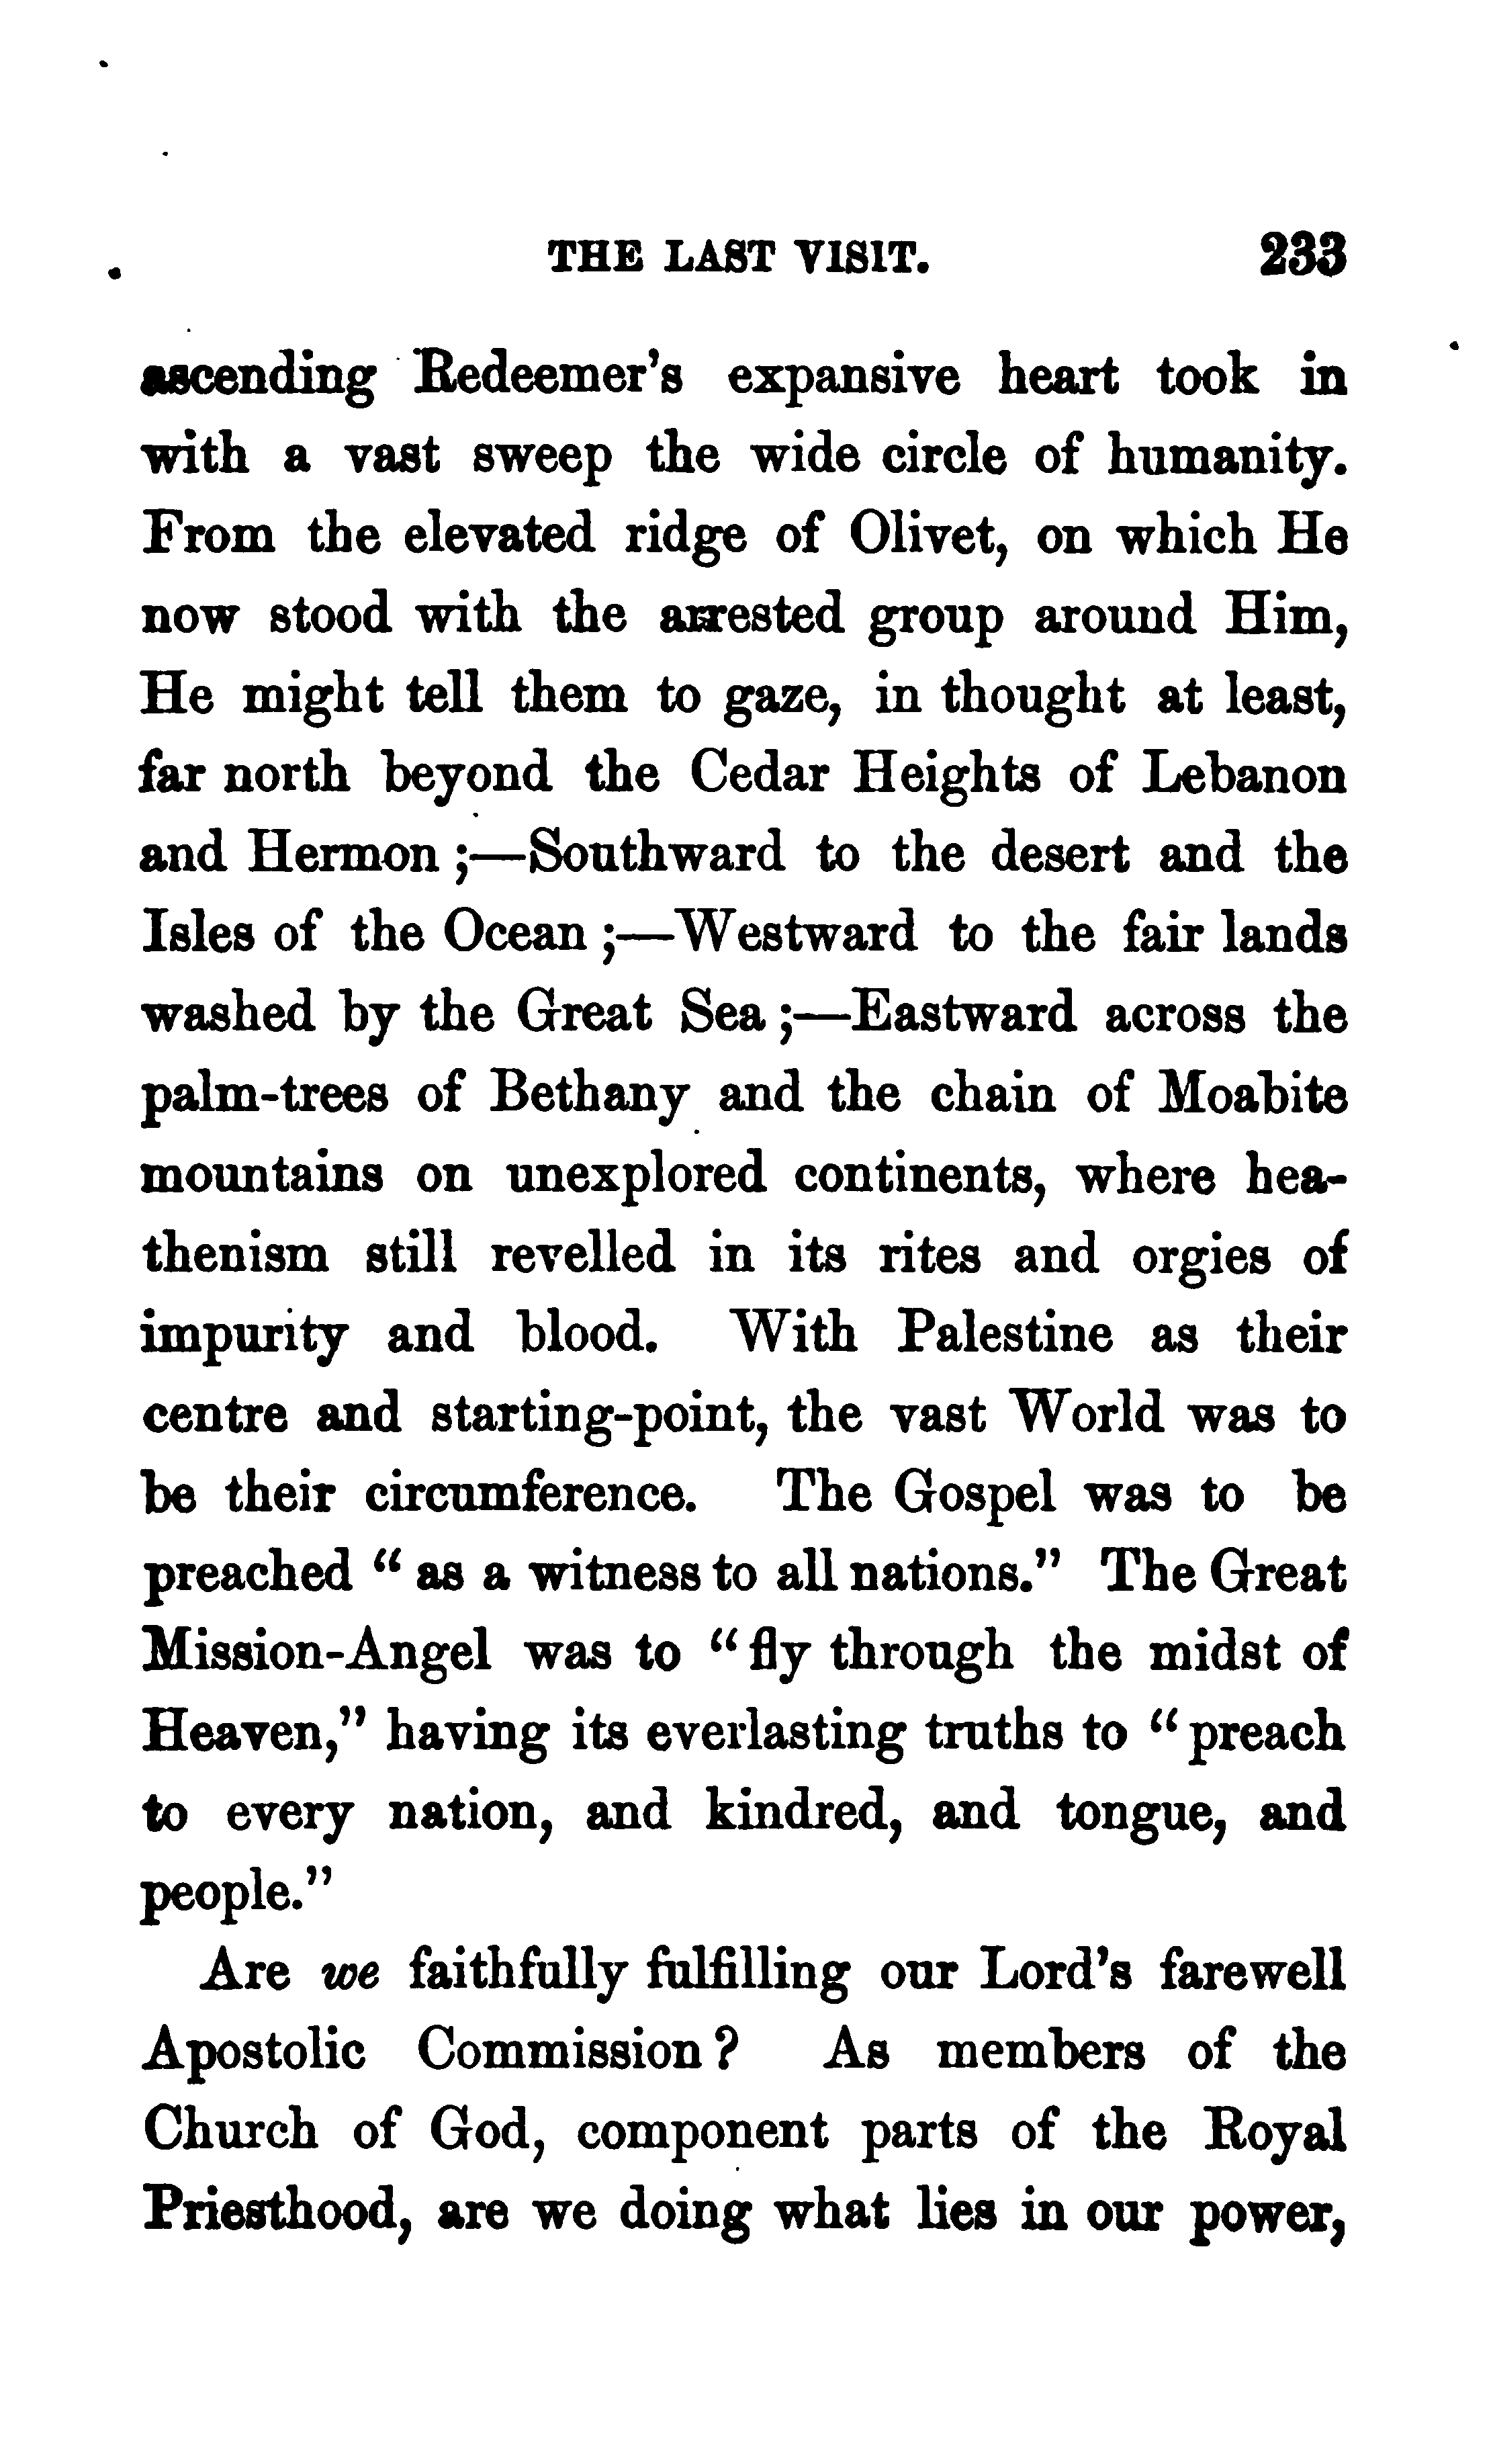 THE LAST VISIT. 233
ascending Redeemer's expansive heart took in
with a vast sweep the wide circle of humanity.
From the elevated ridge of Olivet, on which He
now stood with the arrested group around Him,
He might tell them to gaze, in thought at least,
far north beyond the Cedar Heights of Lebanon
and Hermon ;—Southward to the desert and the
Isles of the Ocean ;—Westward to the fair lands
washed by the Great Sea ;—Eastward across the
palm-trees of Bethany and the chain of Moabite
mountains on unexplored continents, where hea-
thenism still revelled in its rites and orgies of
impurity and blood. With Palestine as their
centre and starting-point, the vast World was to
be their circumference. The Gospel was to be
preached “ as a witness to all nations.” The Great
Mission-Angel was to “ fly through the midst of
Heaven,” having its everlasting truths to “ preach
to every nation, and kindred, and tongue, and
people.”
Are we faithfully fulfilling our Lord's farewell
Apostolic Commission ? As members of the
Church of God, component parts of the Royal
Priesthood, are we doing what lies in our power,